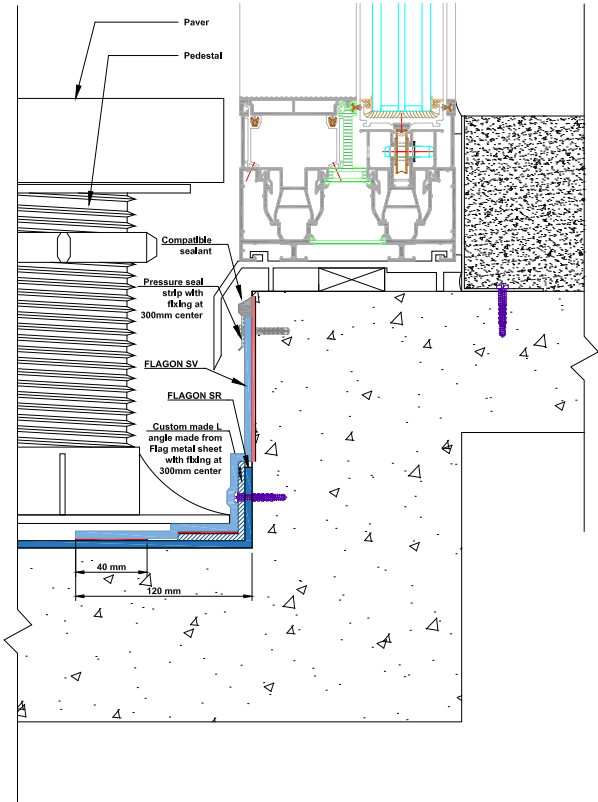 Paver
Pedestal
Compatible
sealant
Pressure seal
strip with
fixing at
300mm center
FLAGON SV
FLAGON SR
Custom made L
angle made from
Flag metal sheet
with fixing at
300mm center
40 mm
120 mm